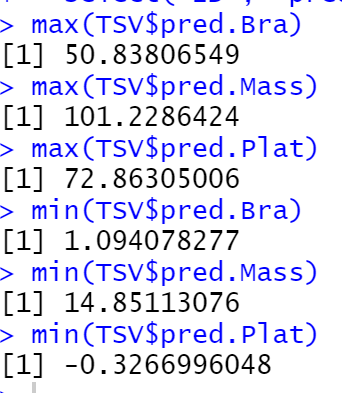 > max(TSV$pred.Bra)
[1] 50.83806549
> max(TSV$pred.Mass)
[1] 101.2286424
> max(TSV$pred.Plat)
[1] 72.86305006
> min(TSV$pred.Bra)
[1] 1.094078277
> min(TSV$pred.Mass)
[1] 14.85113076
> min(TSV$pred.Plat)
[1] -0.3266996048
>